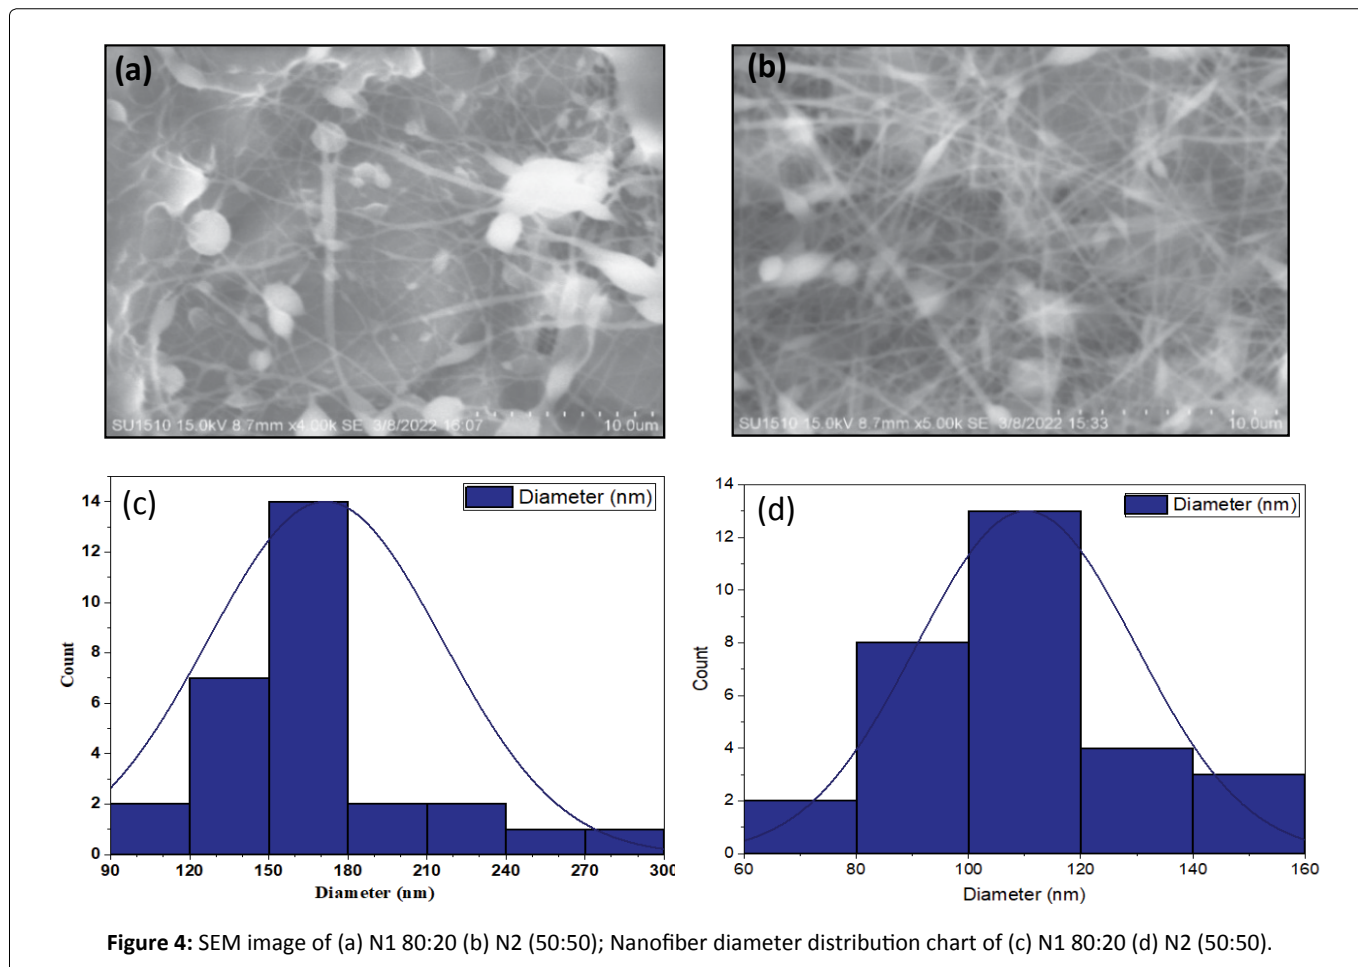 (a)
SU1510 15.0kV 8.7mm x4.00k SE 3/8/2022 16:07 10.0um
(b)
SU1510 15.0kV 8.7mm x5.00k SE 3/8/2022 15:33 10.0um
(c)
Diameter (nm)
14
12
10
8
6
4
2
0
Count
90 120 150 180 210 240 270 300
Diameter (nm)
(d)
Diameter (nm)
14
12
10
8
6
4
2
0
Count
60 80 100 120 140 160
Diameter (nm)
Figure 4: SEM image of (a) N1 80:20 (b) N2 (50:50); Nanofiber diameter distribution chart of (c) N1 80:20 (d) N2 (50:50).